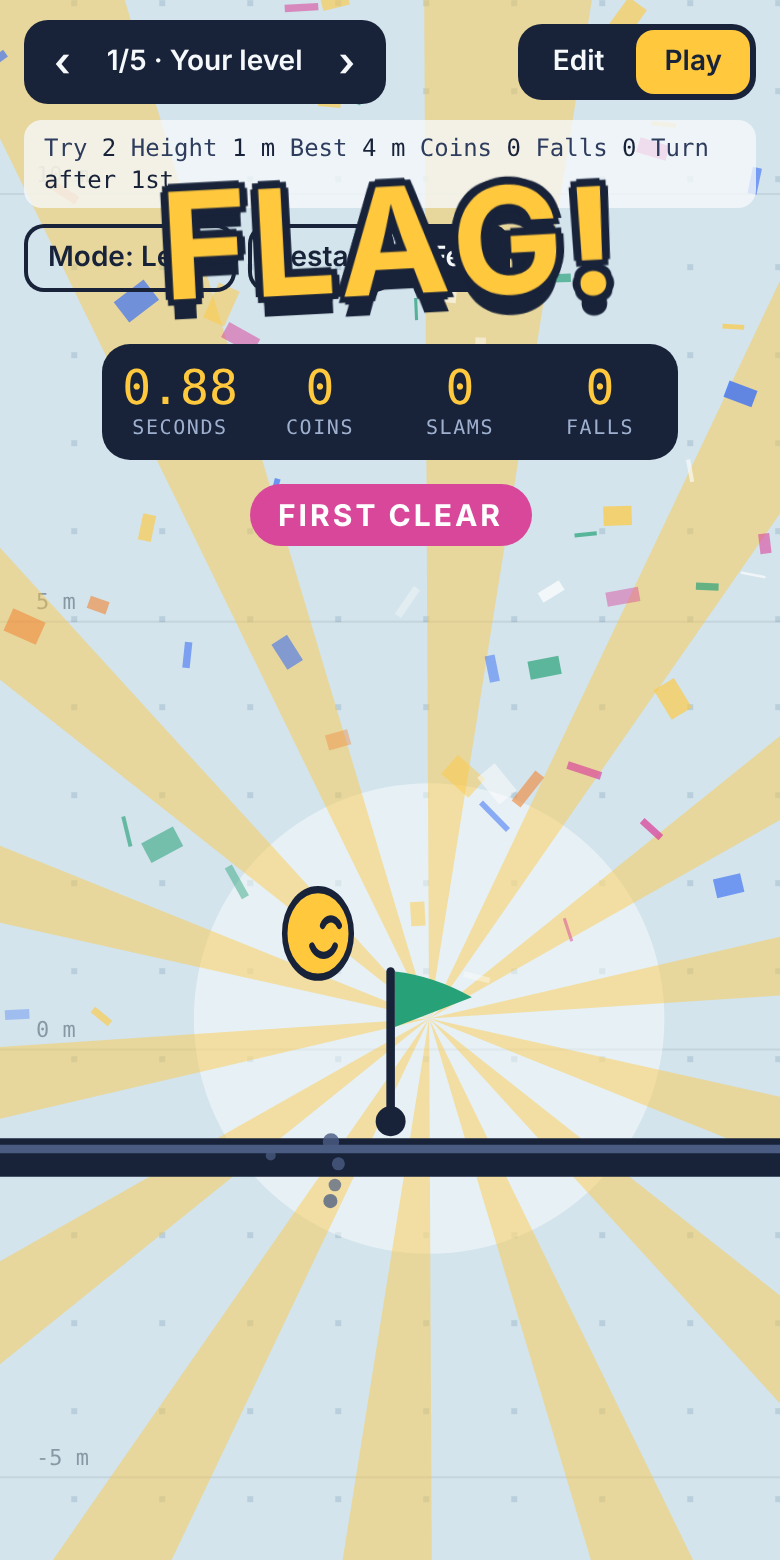 ‹ 1/5 · Your level ›
Edit Play
Try 2 Height 1 m Best 4 m Coins 0 Falls 0 Turn
after 1st
FLAG!
Mode:
0.88 0 0 0
SECONDS COINS SLAMS FALLS
FIRST CLEAR
5 m
0 m
-5 m